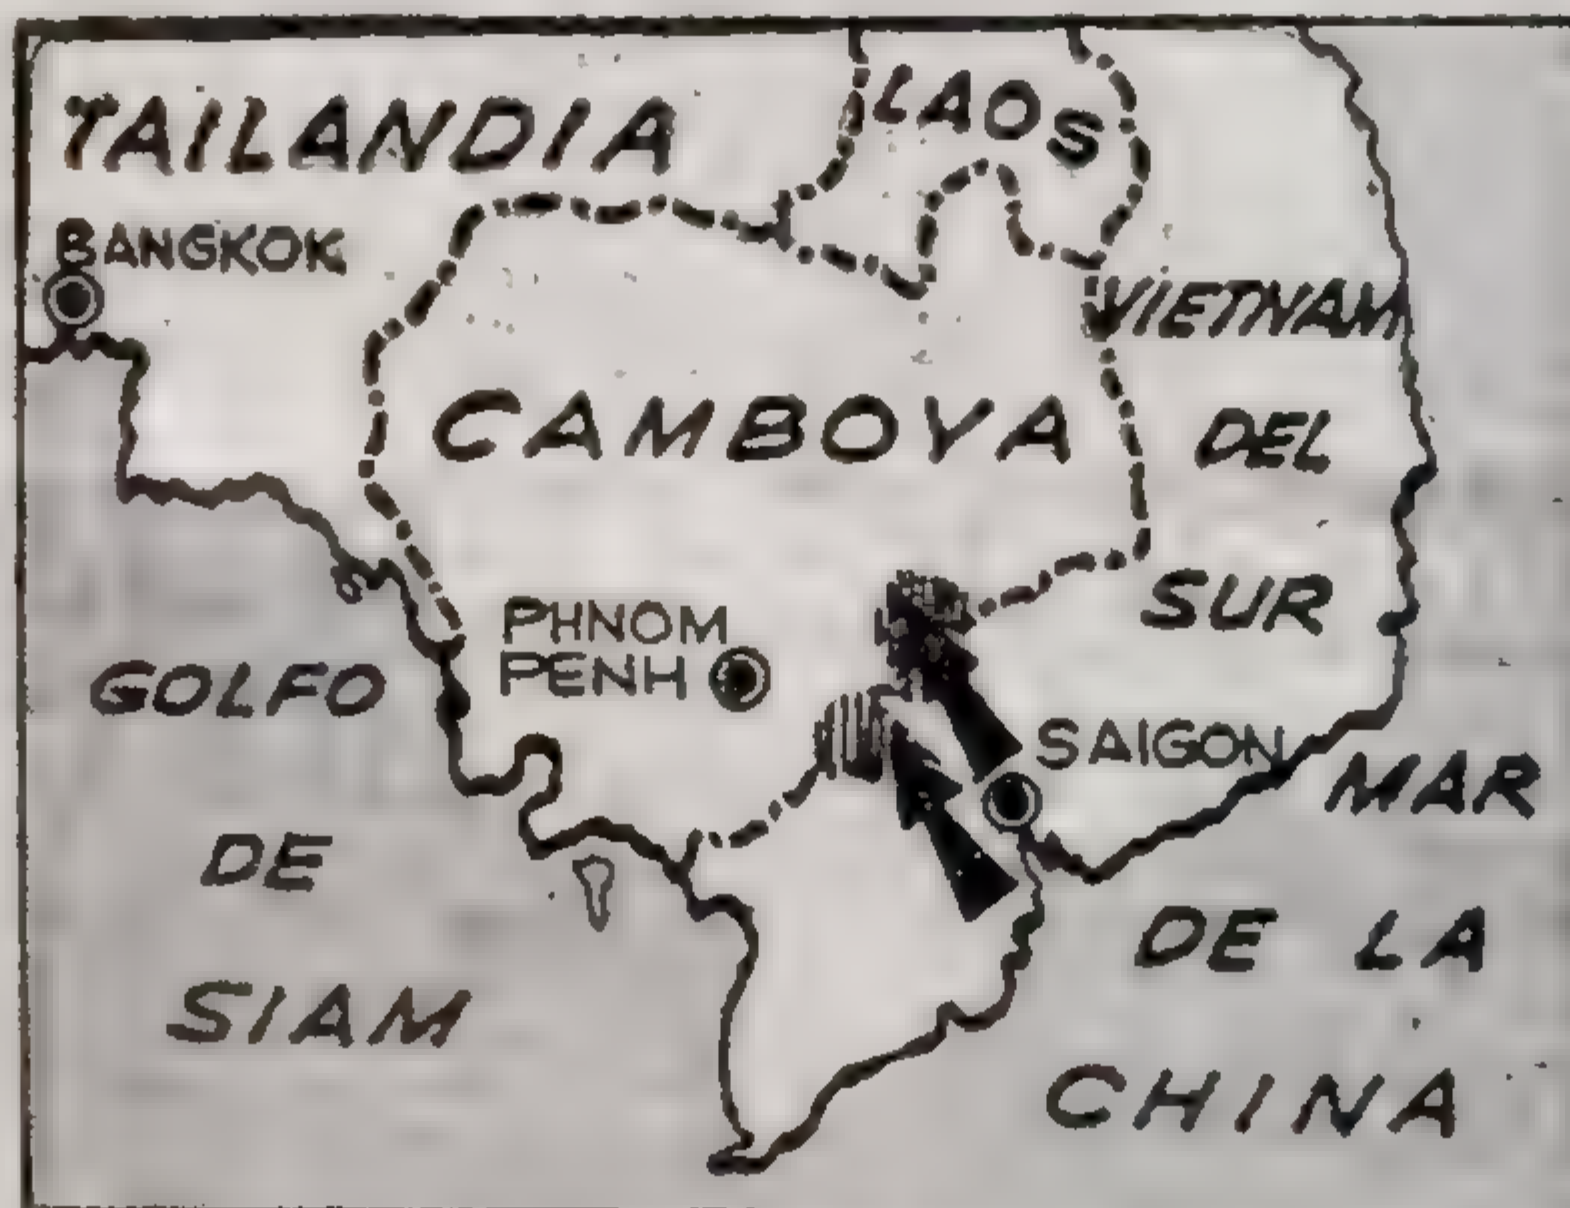 TAILANDIA
LAOS
BANGKOK
VIETNAM
DEL
SUR
CAMBOYA
PHNOM
PENH
SAIGON
GOLFO
DE
SIAM
MAR
DE LA
CHINA